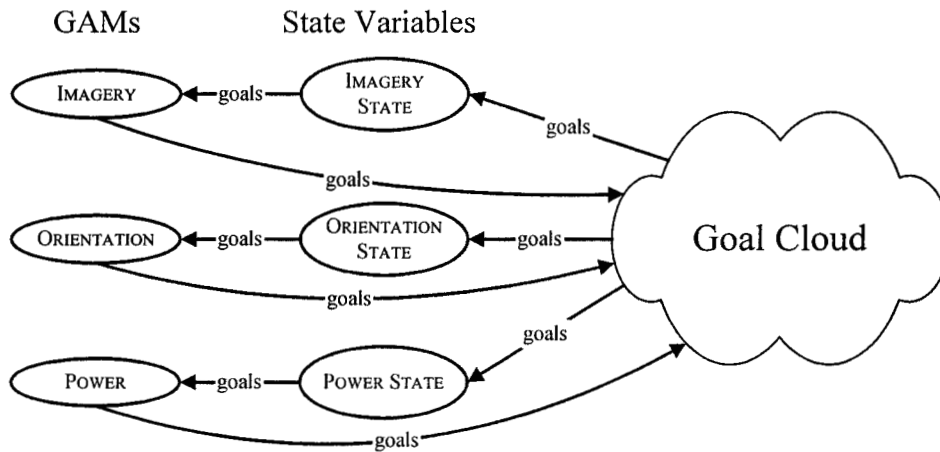 GAMs
State Variables
IMAGERY
goals
IMAGERY
STATE
goals
goals
ORIENTATION
goals
ORIENTATION
STATE
goals
Goal Cloud
goals
goals
POWER
goals
POWER STATE
goals